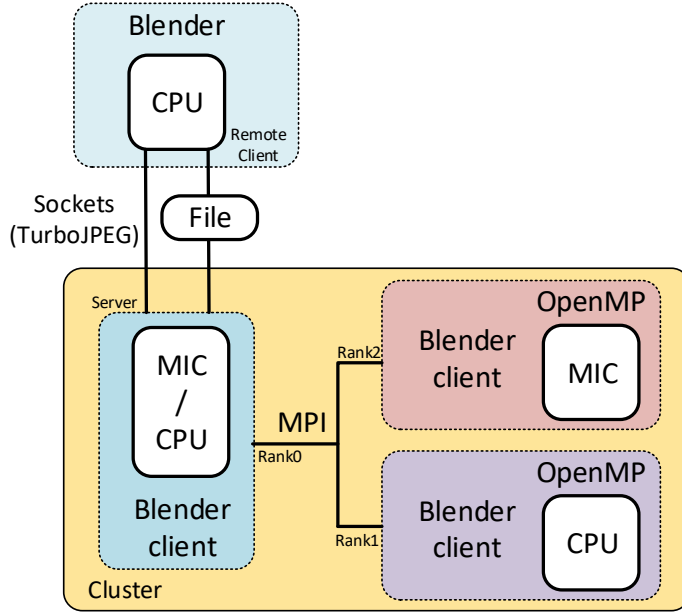 Blender
CPU
Remote
Client
Sockets
(TurboJPEG)
File
Server
MIC
/
CPU
Blender
client
Rank0
MPI
Rank2
OpenMP
Blender
client
MIC
Rank1
OpenMP
Blender
client
CPU
Cluster